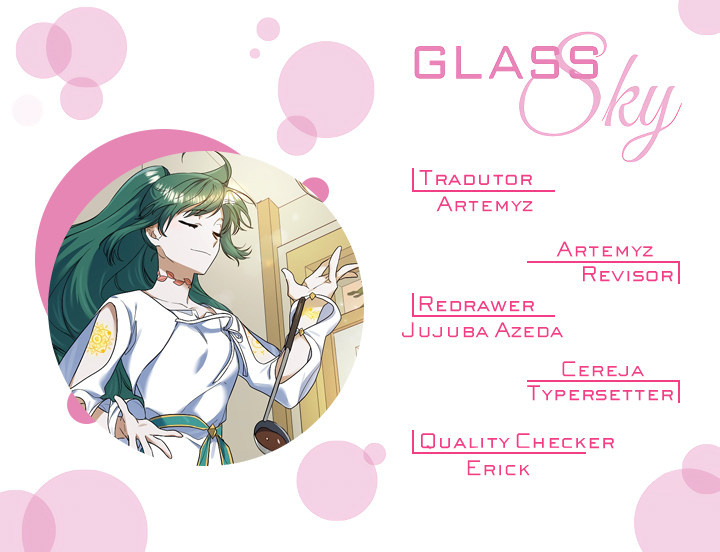 GLASS
Sky
TRADUTOR
ARTEMYZ
ARTEMYZ
REVISOR
REDRAWER
JUJUBA AZEDA
CEREJA
TYPERSETTER
QUALITY CHECKER
ERICK